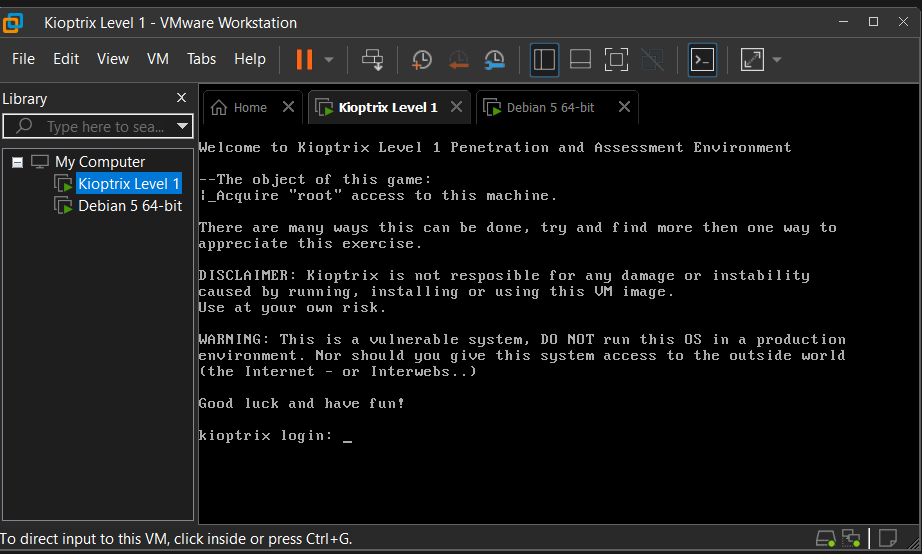 Kioptrix Level 1 - VMware Workstation
File Edit View VM Tabs Help
Library
Type here to sea...
My Computer
Kioptrix Level 1
Debian 5 64-bit
Home
Kioptrix Level 1
Debian 5 64-bit
Welcome to Kioptrix Level 1 Penetration and Assessment Environment
--The object of this game:
¦_Acquire "root" access to this machine.
There are many ways this can be done, try and find more then one way to
appreciate this exercise.
DISCLAIMER: Kioptrix is not resposible for any damage or instability
caused by running, installing or using this VM image.
Use at your own risk.
WARNING: This is a vulnerable system, DO NOT run this OS in a production
environment. Nor should you give this system access to the outside world
(the Internet - or Interwebs..)
Good luck and have fun!
kioptrix login: _
To direct input to this VM, click inside or press Ctrl+G.